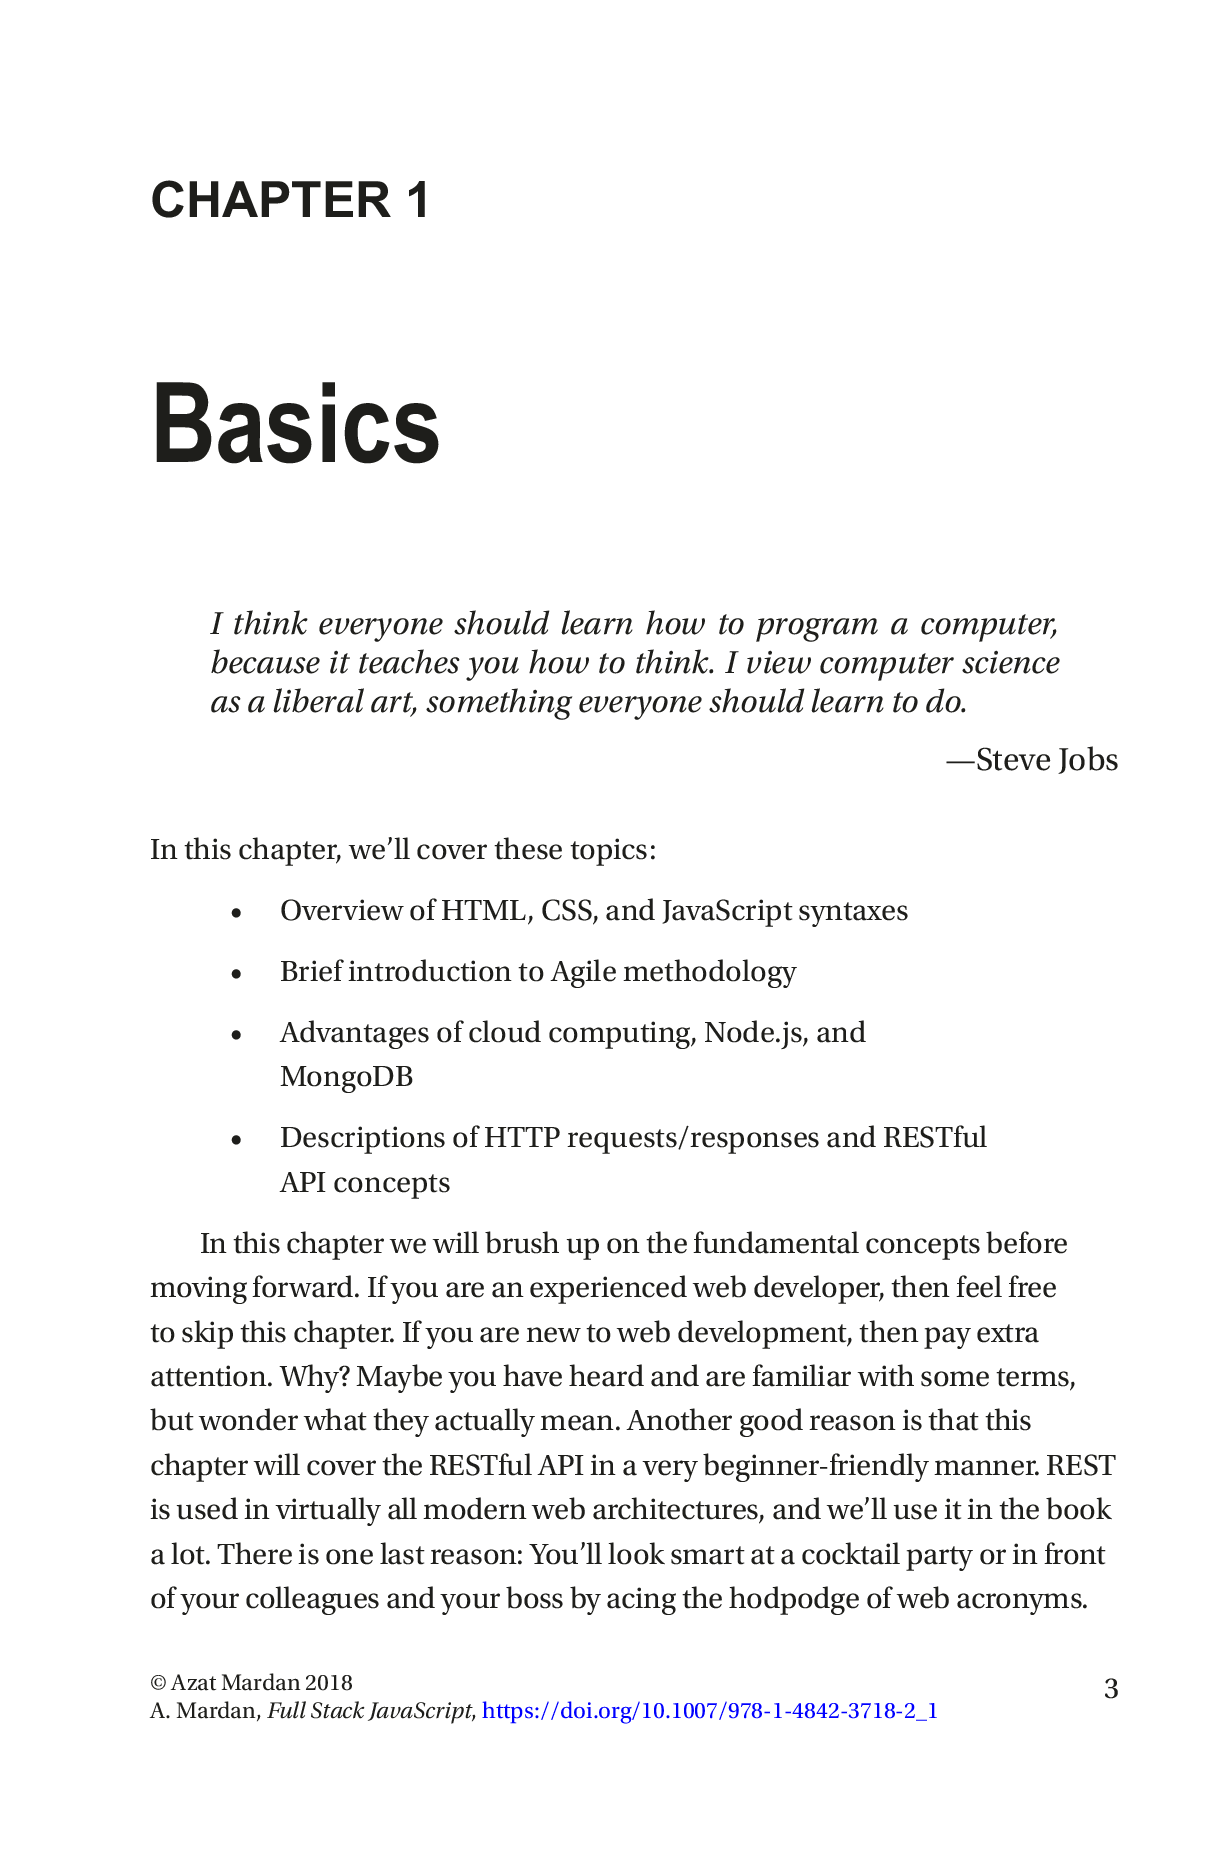 CHAPTER 1
Basics
I think everyone should learn how to program a computer,
because it teaches you how to think. I view computer science
as a liberal art, something everyone should learn to do.
—Steve Jobs
In this chapter, we’ll cover these topics:
• Overview of HTML, CSS, and JavaScript syntaxes
• Brief introduction to Agile methodology
• Advantages of cloud computing, Node.js, and
MongoDB
• Descriptions of HTTP requests/responses and RESTful
API concepts
In this chapter we will brush up on the fundamental concepts before
moving forward. If you are an experienced web developer, then feel free
to skip this chapter. If you are new to web development, then pay extra
attention. Why? Maybe you have heard and are familiar with some terms,
but wonder what they actually mean. Another good reason is that this
chapter will cover the RESTful API in a very beginner-friendly manner. REST
is used in virtually all modern web architectures, and we’ll use it in the book
a lot. There is one last reason: You’ll look smart at a cocktail party or in front
of your colleagues and your boss by acing the hodpodge of web acronyms.
© Azat Mardan 2018
A. Mardan, Full Stack JavaScript, https://doi.org/10.1007/978-1-4842-3718-2_1
3